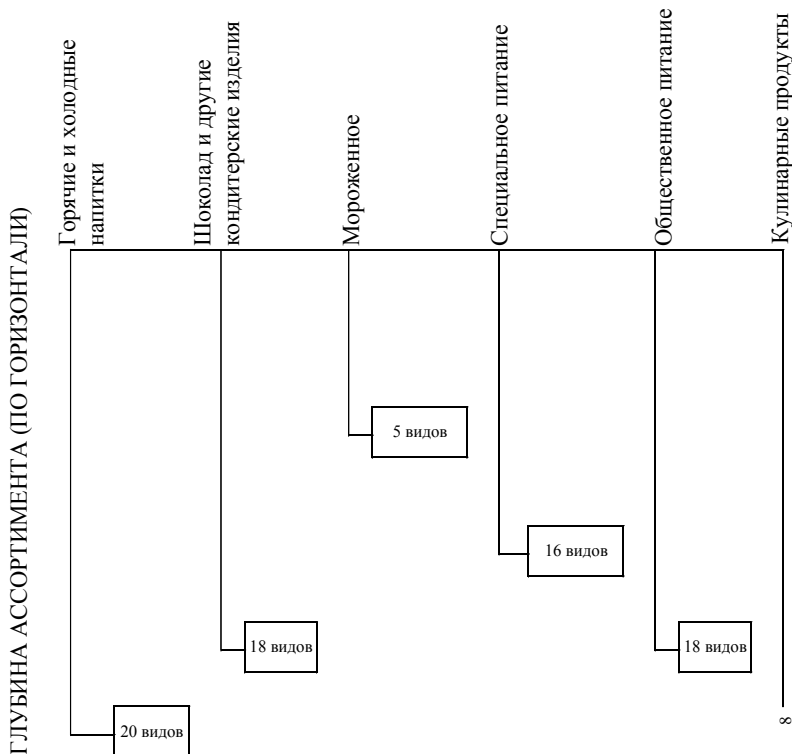 ГЛУБИНА АССОРТИМЕНТА (ПО ГОРИЗОНТАЛИ)
Горячие и холодные
напитки
Шоколад и другие
кондитерские изделия
Мороженное
Специальное питание
Общественное питание
Кулинарные продукты
5 видов
16 видов
18 видов
18 видов
20 видов
8